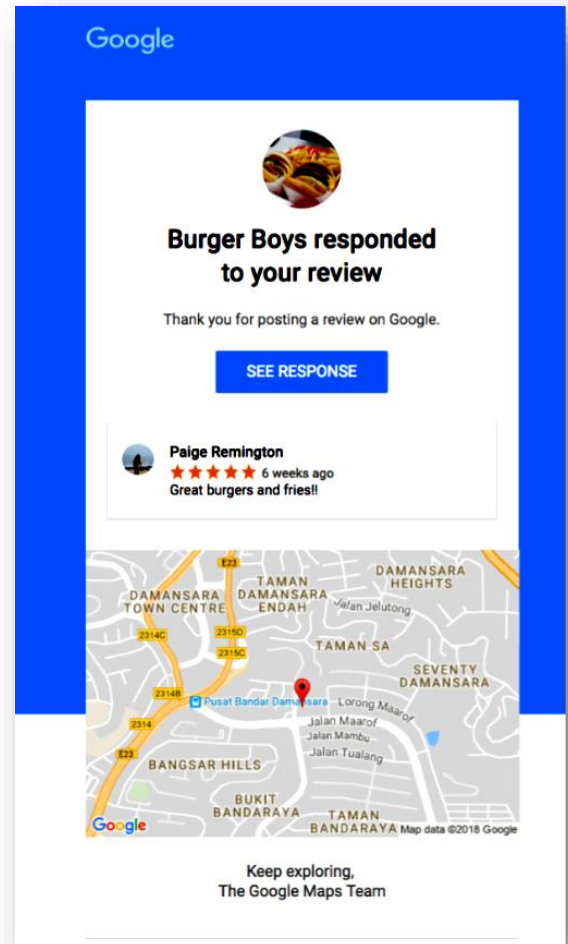 Google
Burger Boys responded
to your review
Thank you for posting a review on Google.
SEE RESPONSE
Paige Remington
★★★★★ 6 weeks ago
Great burgers and fries!!
E23
DAMANSARA
HEIGHTS
TAMAN
DAMANSARA
ENDAH
DAMANSARA
TOWN CENTRE
Jalan Jelutong
2314C
2315D
2315C
TAMAN SA
SEVENTY
DAMANSARA
2314B
Pusat Bandar Damansara
Lorong Maarof
2314
Jalan Maarof
Jalan Mambu
Jalan Tualang
E23
BANGSAR HILLS
BUKIT
BANDARAYA
TAMAN
BANDARAYA
Google
Map data ©2018 Google
Keep exploring,
The Google Maps Team